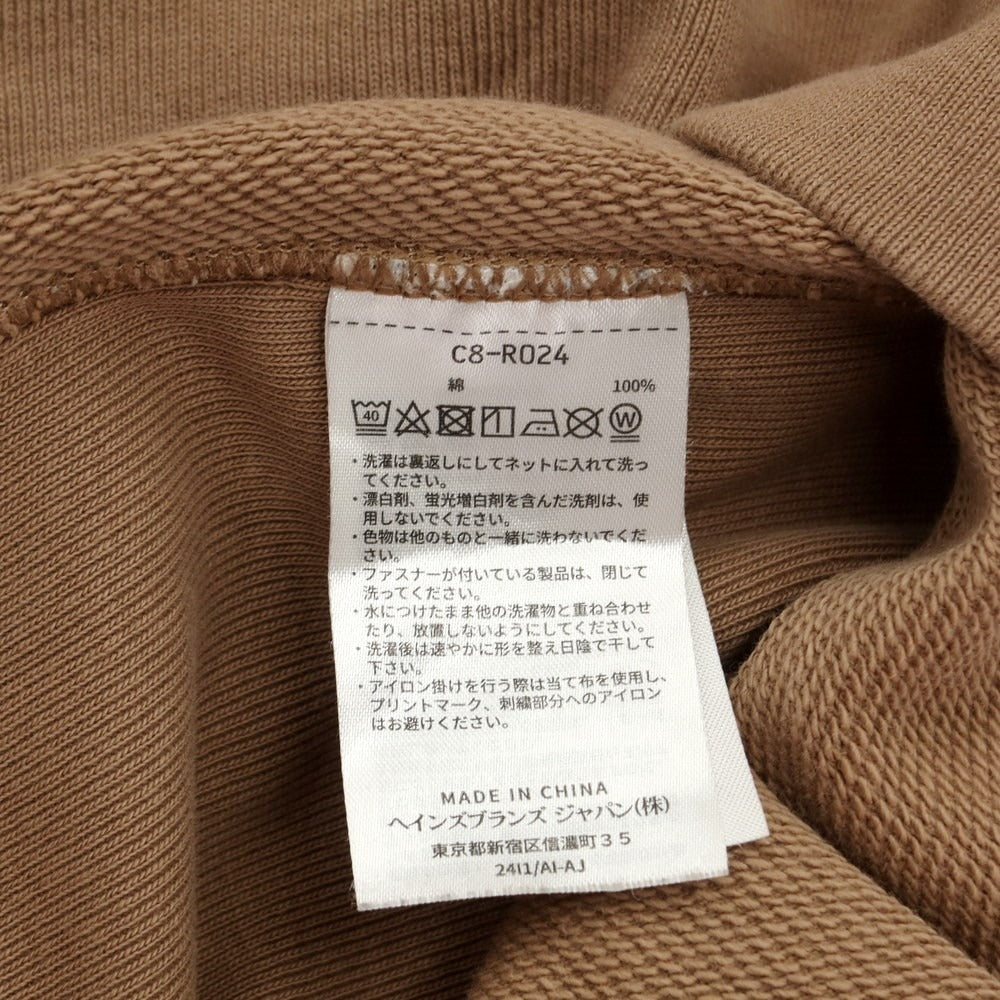 C8-R024
綿 100%
40 W
・洗濯は裏返しにしてネットに入れて洗っ
てください。
・漂白剤、蛍光増白剤を含んだ洗剤は、使
用しないでください。
・色物は他のものと一緒に洗わないでくだ
さい。
・ファスナーが付いている製品は、閉じて
洗ってください。
・水につけたまま他の洗濯物と重ね合わせ
たり、放置しないようにしてください。
・洗濯後は速やかに形を整え日陰で干して
下さい。
・アイロン掛けを行う際は当て布を使用し、
プリントマーク、刺繍部分へのアイロン
はお避けください。
MADE IN CHINA
ヘインズブランズ ジャパン(株)
東京都新宿区信濃町35
24I1/AI-AJ